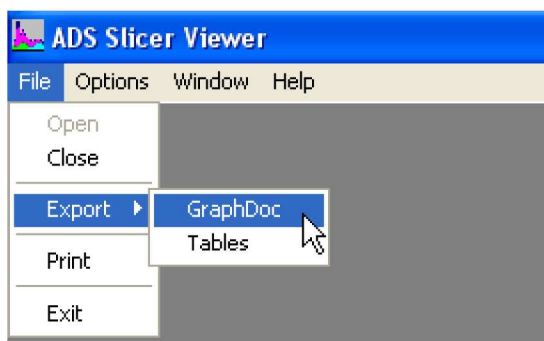 ADS Slicer Viewer
File Options Window Help
Open
Close
Export GraphDoc
Tables
Print
Exit